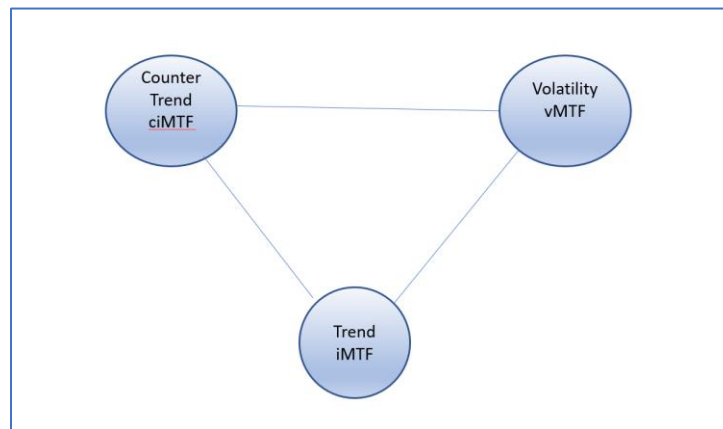 Counter
Trend
ciMTF
Volatility
vMTF
Trend
iMTF